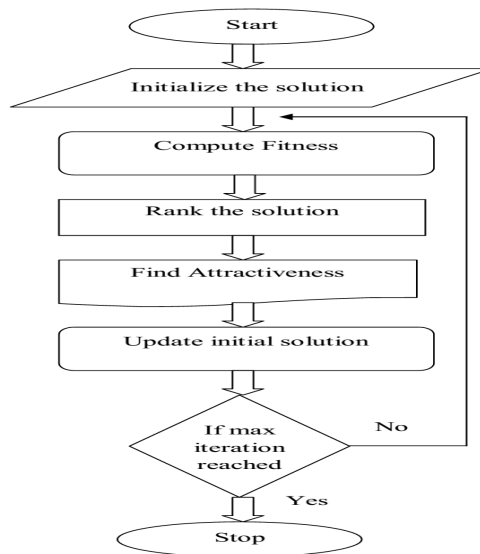 Start
Initialize the solution
Compute Fitness
Rank the solution
Find Attractiveness
Update initial solution
If max
iteration
reached
No
Yes
Stop